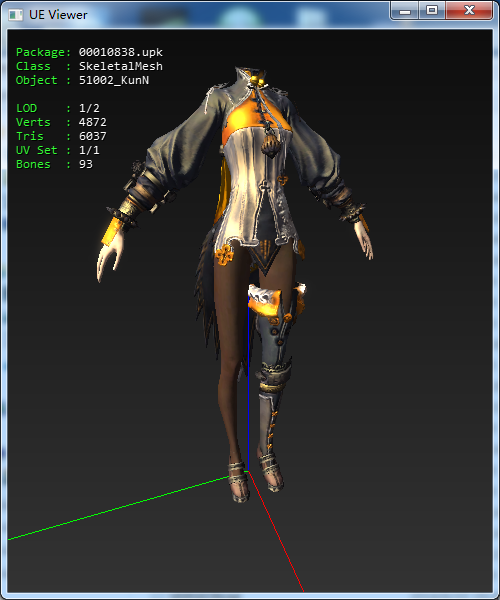 UE Viewer
Package: 00010838.upk
Class : SkeletalMesh
Object : 51002_KunN
LOD : 1/2
Verts : 4872
Tris : 6037
UV Set : 1/1
Bones : 93